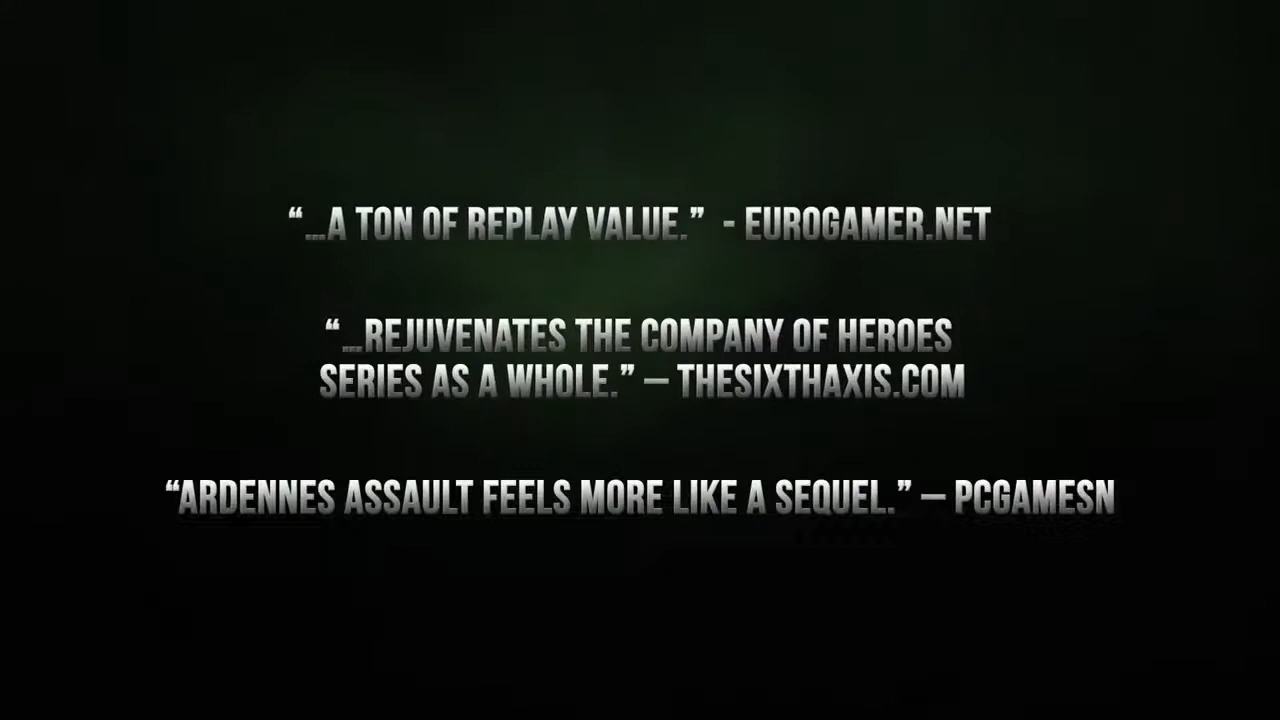 “...A TON OF REPLAY VALUE.” - EUROGAMER.NET
“...REJUVENATES THE COMPANY OF HEROES
SERIES AS A WHOLE.” – THESIXTHAXIS.COM
“ARDENNES ASSAULT FEELS MORE LIKE A SEQUEL.” – PCGAMESN